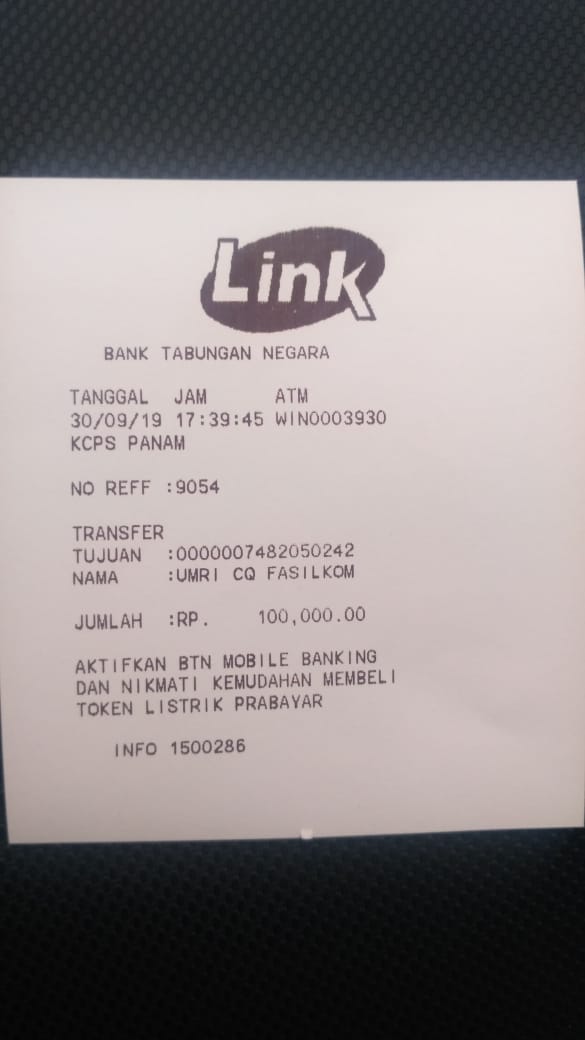 Link
BANK TABUNGAN NEGARA
TANGGAL JAM ATM
30/09/19 17:39:45 WIN0003930
KCPS PANAM
NO REFF :9054
TRANSFER
TUJUAN :0000007482050242
NAMA :UMRI CQ FASILKOM
JUMLAH :RP. 100,000.00
AKTIFKAN BTN MOBILE BANKING
DAN NIKMATI KEMUDAHAN MEMBELI
TOKEN LISTRIK PRABAYAR
INFO 1500286